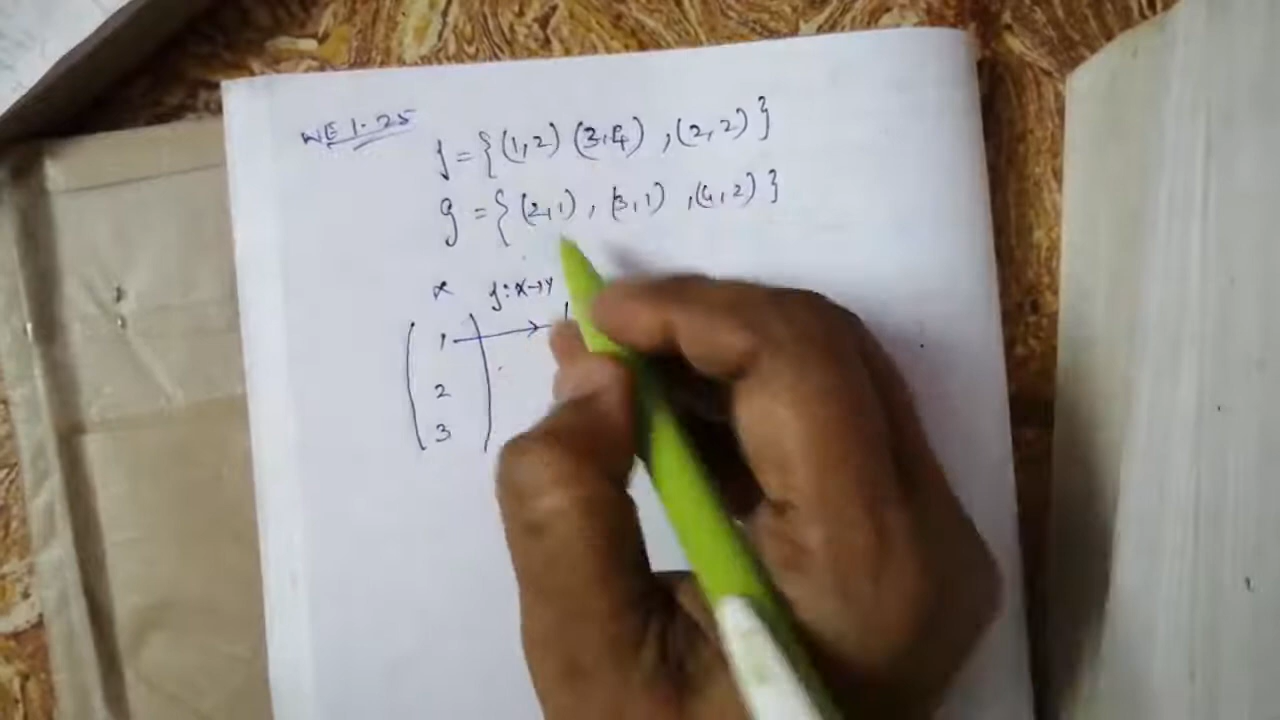 WE 1.25
f = {(1,2) (3,4), (2,2)}
g = {(2,1), (3,1), (4,2)}
x f:x→y
1
2
3